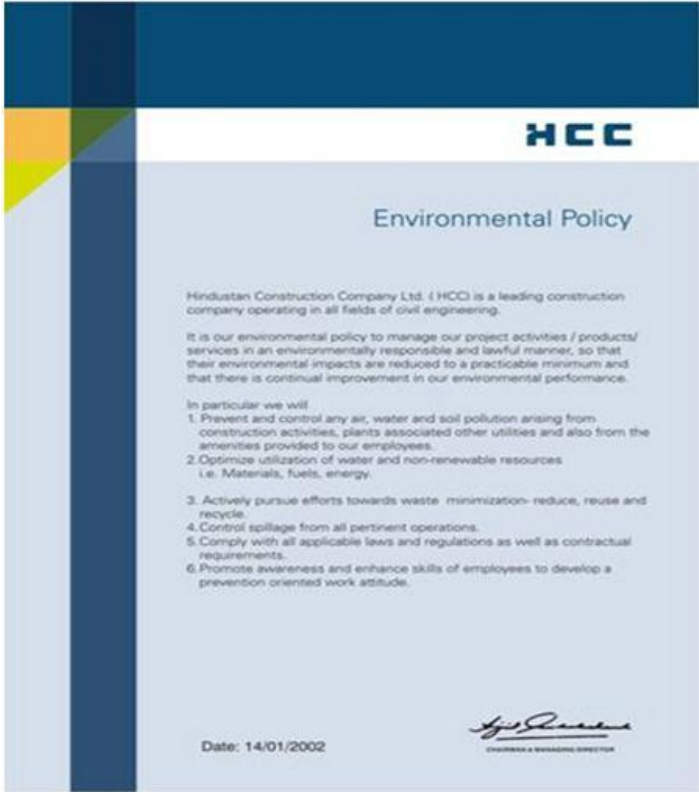 HCC
Environmental Policy
Hindustan Construction Company Ltd. ( HCC) is a leading construction
company operating in all fields of civil engineering.
It is our environmental policy to manage our project activities / products/
services in an environmentally responsible and lawful manner, so that
their environmental impacts are reduced to a practicable minimum and
that there is continual improvement in our environmental performance.
In particular we will
1. Prevent and control any air, water and soil pollution arising from
construction activities, plants associated other utilities and also from the
amenities provided to our employees.
2.Optimize utilization of water and non-renewable resources
i.e. Materials, fuels, energy.
3. Actively pursue efforts towards waste minimization- reduce, reuse and
recycle.
4.Control spillage from all pertinent operations.
5.Comply with all applicable laws and regulations as well as contractual
requirements.
6.Promote awareness and enhance skills of employees to develop a
prevention oriented work attitude.
Date: 14/01/2002
CHAIRMAN & MANAGING DIRECTOR